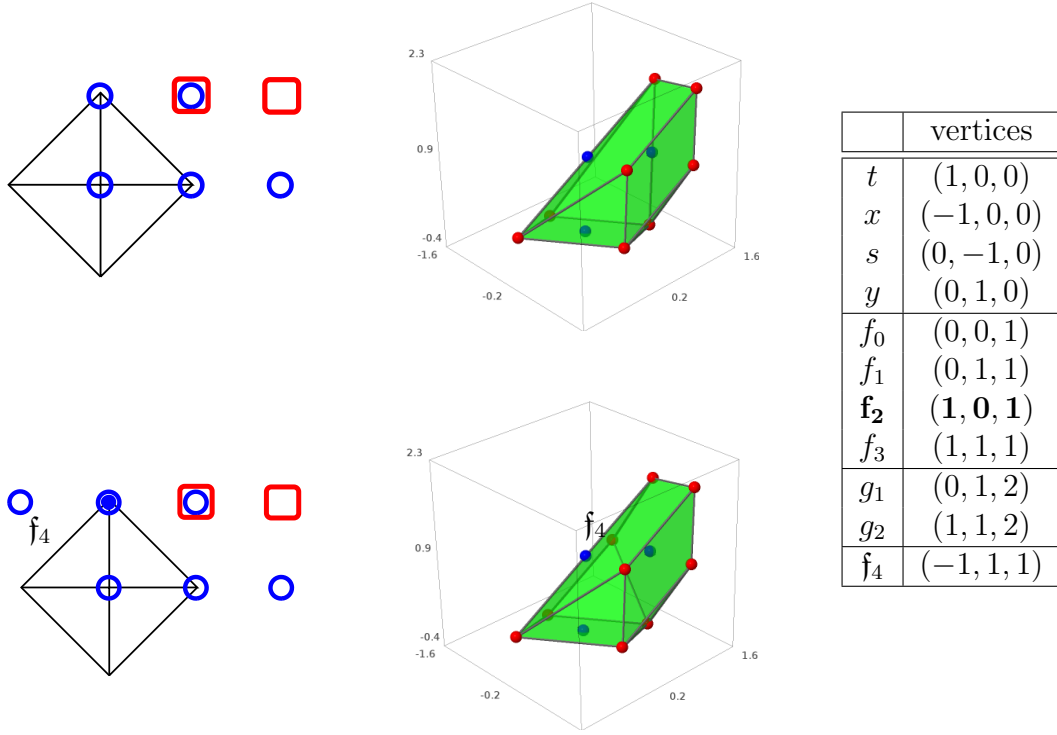 2.3
0.9
-0.4
-1.6
-0.2
0.2
1.6
vertices
t (1, 0, 0)
x (−1, 0, 0)
s (0, −1, 0)
y (0, 1, 0)
f₀ (0, 0, 1)
f₁ (0, 1, 1)
f₂ (1, 0, 1)
f₃ (1, 1, 1)
g₁ (0, 1, 2)
g₂ (1, 1, 2)
𝔣₄ (−1, 1, 1)
𝔣₄
2.3
𝔣₄
0.9
-0.4
-1.6
-0.2
0.2
1.6